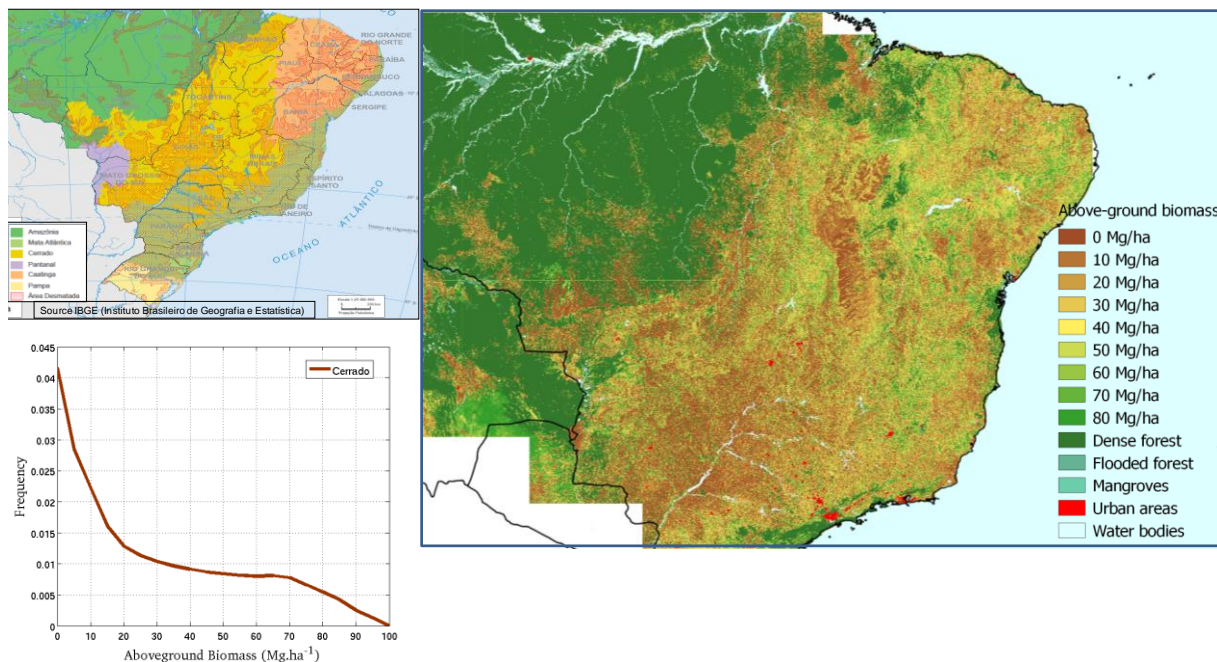 RIO GRANDE
DO NORTE
CEARÁ
PARAÍBA
PIAUÍ
PERNAMBUCO
ALAGOAS
TOCANTINS
SERGIPE
BAHIA
GOIÁS
MINAS
GERAIS
MATO GROSSO
DO SUL
ESPÍRITO
SANTO
RIO DE
JANEIRO
PARANÁ
OCEANO ATLÂNTICO
RIO GRANDE
Amazônia
Mata Atlântica
Cerrado
Pantanal
Caatinga
Pampa
Área Desmatada
Source IBGE (Instituto Brasileiro de Geografia e Estatística)
Above-ground biomass
0 Mg/ha
10 Mg/ha
20 Mg/ha
30 Mg/ha
40 Mg/ha
50 Mg/ha
60 Mg/ha
70 Mg/ha
80 Mg/ha
Dense forest
Flooded forest
Mangroves
Urban areas
Water bodies
0.045
0.04
0.035
0.03
0.025
0.02
0.015
0.01
0.005
0
Frequency
Cerrado
0 10 20 30 40 50 60 70 80 90 100
Aboveground Biomass (Mg.ha⁻¹)